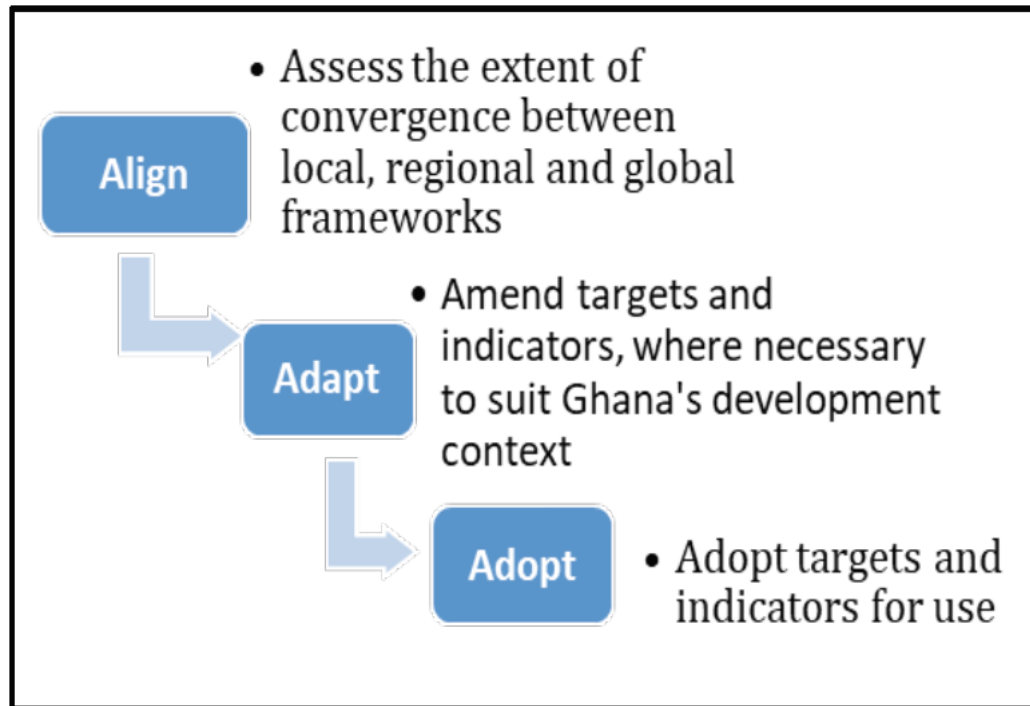 Align
• Assess the extent of
convergence between
local, regional and global
frameworks
Adapt
• Amend targets and
indicators, where necessary
to suit Ghana's development
context
Adopt
• Adopt targets and
indicators for use